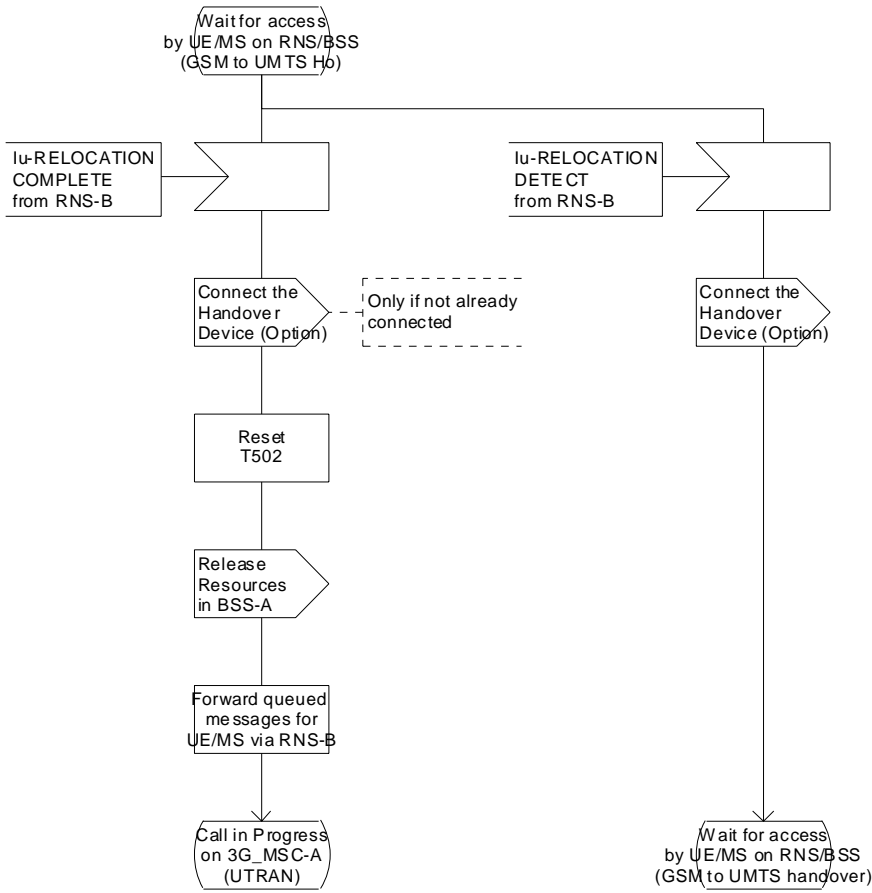 Wait for access
by UE/MS on RNS/BSS
(GSM to UMTS Ho)
Iu-RELOCATION
COMPLETE
from RNS-B
Iu-RELOCATION
DETECT
from RNS-B
Connect the
Handover
Device (Option)
Only if not already
connected
Connect the
Handover
Device (Option)
Reset
T502
Release
Resources
in BSS-A
Forward queued
messages for
UE/MS via RNS-B
Call in Progress
on 3G_MSC-A
(UTRAN)
Wait for access
by UE/MS on RNS/BSS
(GSM to UMTS handover)